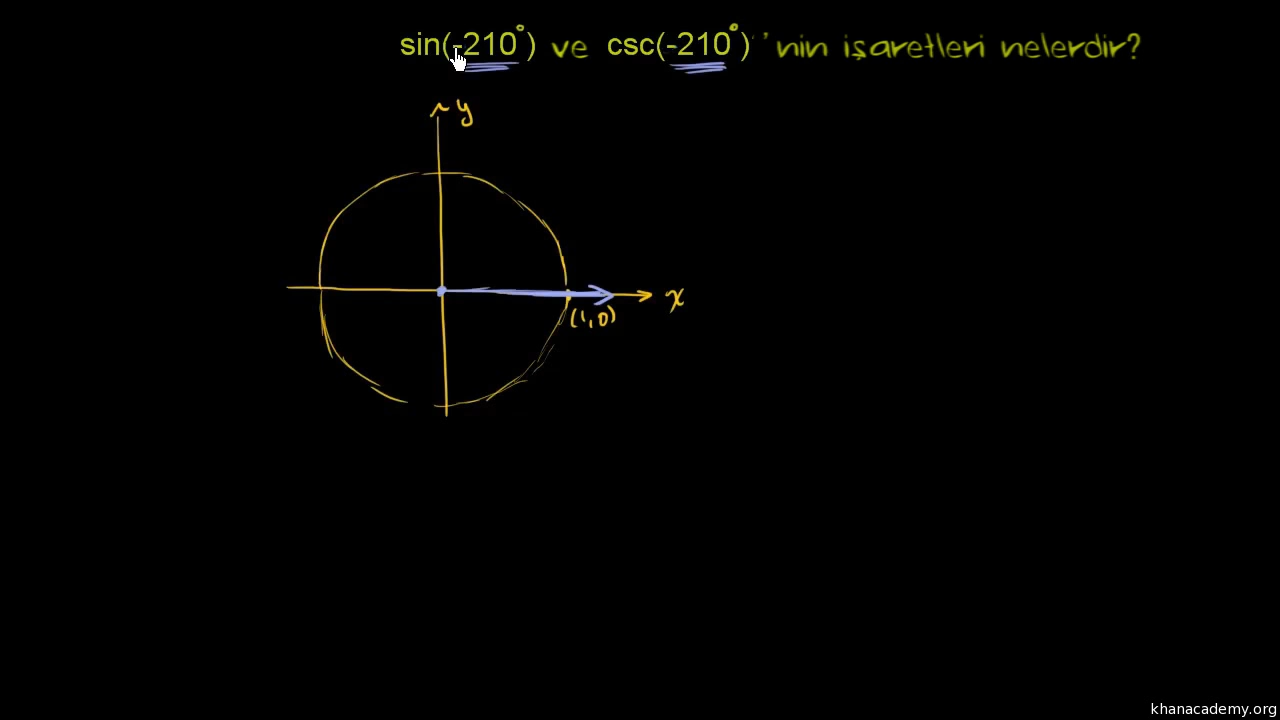 sin(-210°) ve csc(-210°)'nin işaretleri nelerdir?
y
x
(1,0)
khanacademy.org